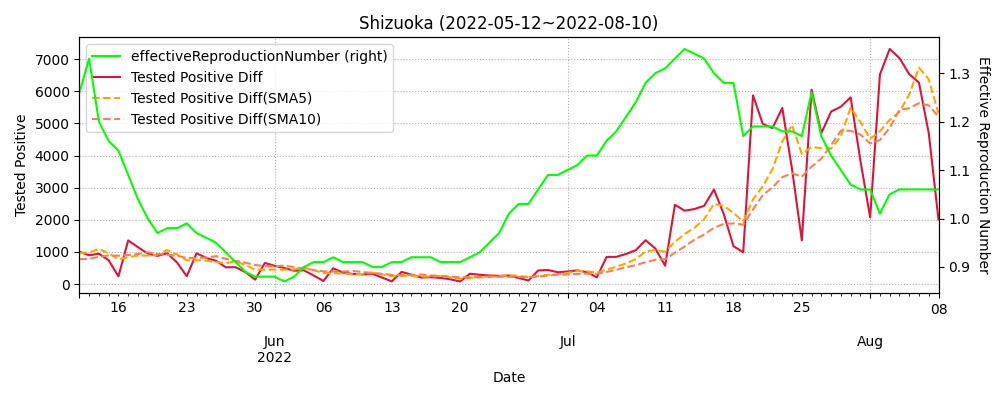 Shizuoka (2022-05-12~2022-08-10)
effectiveReproductionNumber (right)
Tested Positive Diff
Tested Positive Diff(SMA5)
Tested Positive Diff(SMA10)
Tested Positive
7000
6000
5000
4000
3000
2000
1000
0
1.3
1.2
1.1
1.0
0.9
Effective Reproduction Number
16 23 30 06 13 20 27 04 11 18 25 08
Jun Jul Aug
2022
Date